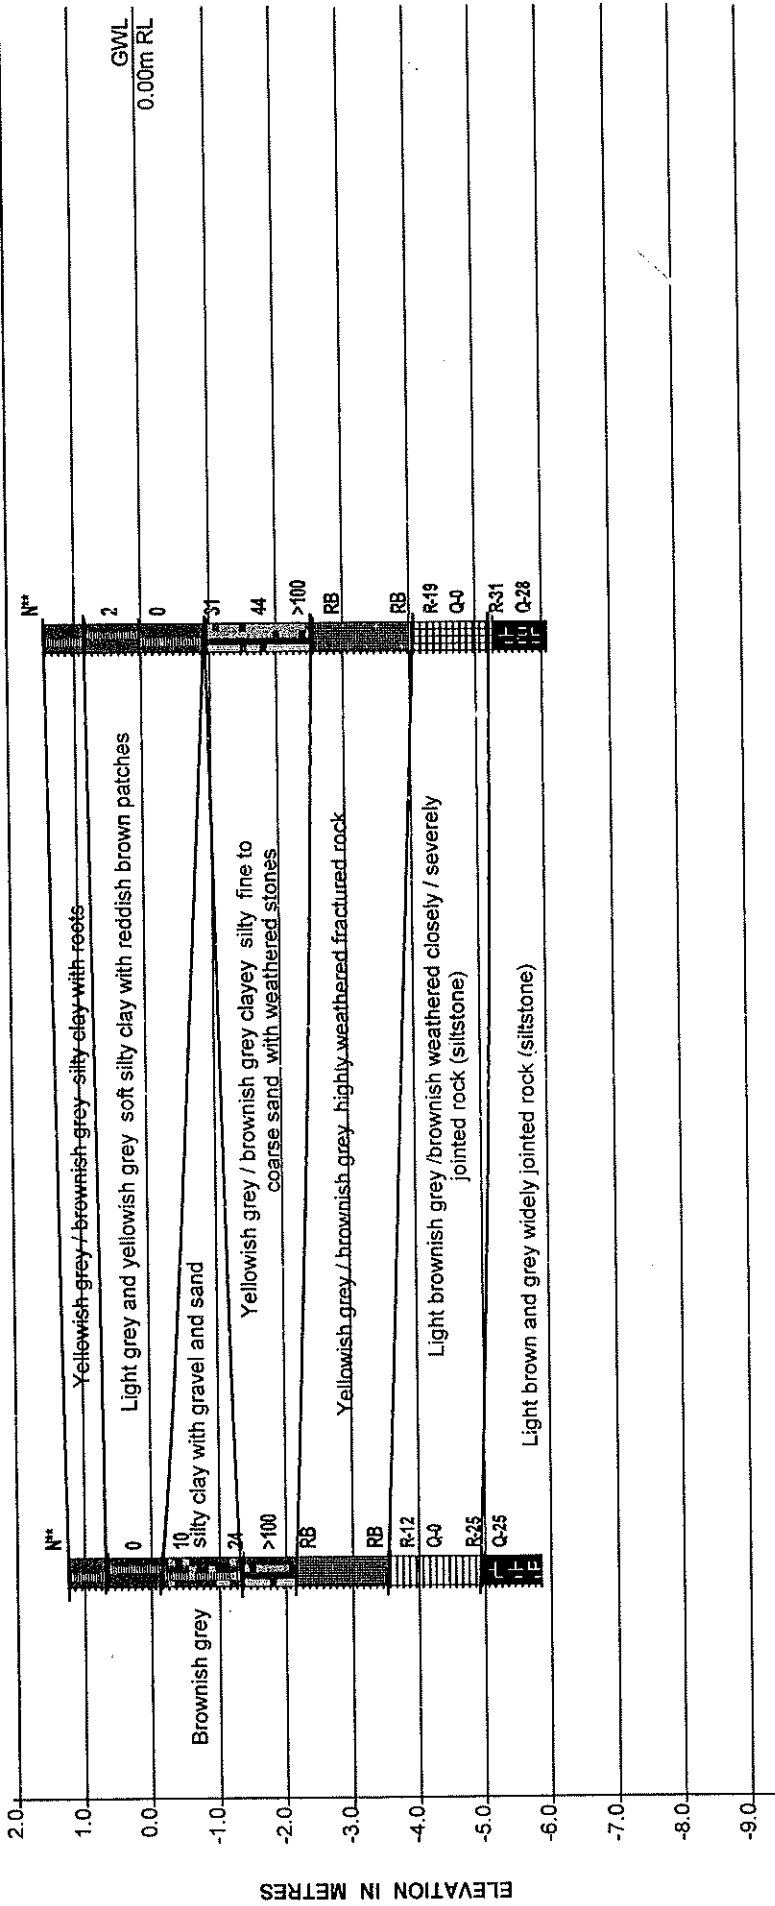 GWL
0.00m RL
N**
2
0
31
44
>100
RB
RB
R-19
Q-0
R-31
Q-28
Yellowish grey / brownish grey silty clay with roots
Light grey and yellowish grey soft silty clay with reddish brown patches
Brownish grey silty clay with gravel and sand
Yellowish grey / brownish grey clayey silty fine to
coarse sand with weathered stones
Yellowish grey / brownish grey highly weathered fractured rock
Light brownish grey /brownish weathered closely / severely
jointed rock (siltstone)
Light brown and grey widely jointed rock (siltstone)
N**
0
10
24
>100
RB
RB
R-12
Q-0
R-25
Q-25
2.0
1.0
0.0
-1.0
-2.0
-3.0
-4.0
-5.0
-6.0
-7.0
-8.0
-9.0
ELEVATION IN METRES